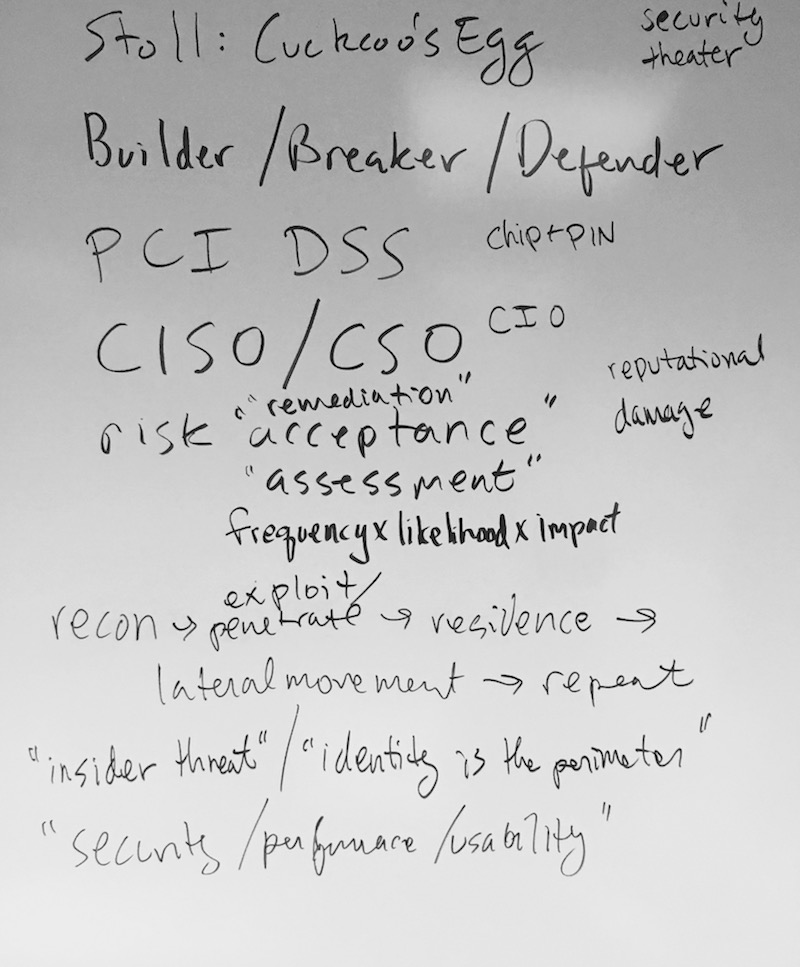 Stoll: Cuckoo's Egg
security
theater
Builder / Breaker / Defender
PCI DSS
chip+PIN
CISO/CSO CIO
reputational
damage
"remediation"
risk "acceptance"
"assessment"
frequency x likelihood x impact
exploit/
recon → penetrate → residence →
lateral movement → repeat
"insider threat" / "identity is the perimeter"
"security / performace / usability"